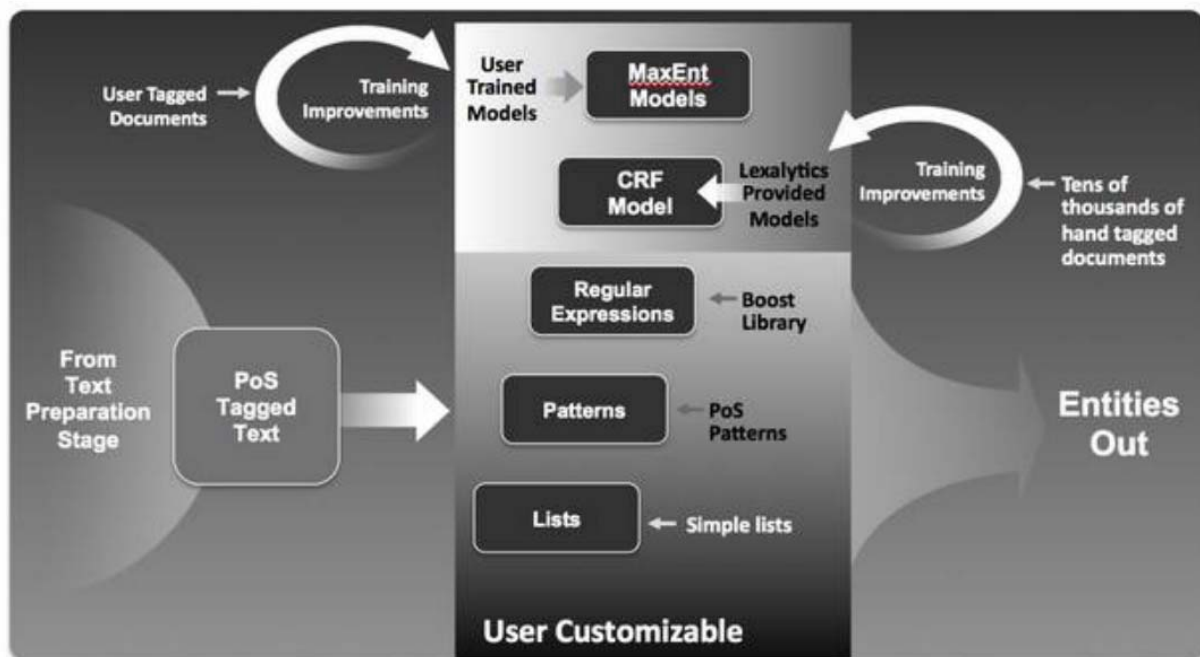 User Tagged
Documents
Training
Improvements
User
Trained
Models
MaxEnt
Models
CRF
Model
Lexalytics
Provided
Models
Training
Improvements
Tens of
thousands of
hand tagged
documents
Regular
Expressions
Boost
Library
From
Text
Preparation
Stage
PoS
Tagged
Text
Patterns
PoS
Patterns
Entities
Out
Lists
Simple lists
User Customizable